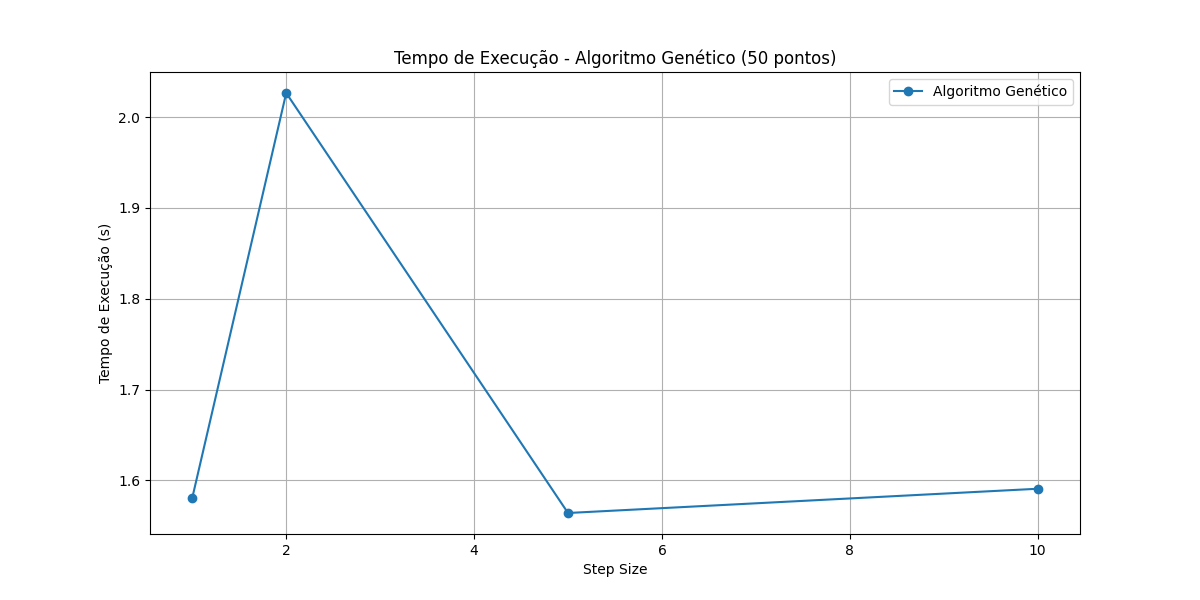 Tempo de Execução - Algoritmo Genético (50 pontos)
Algoritmo Genético
Tempo de Execução (s)
2.0
1.9
1.8
1.7
1.6
2 4 6 8 10
Step Size